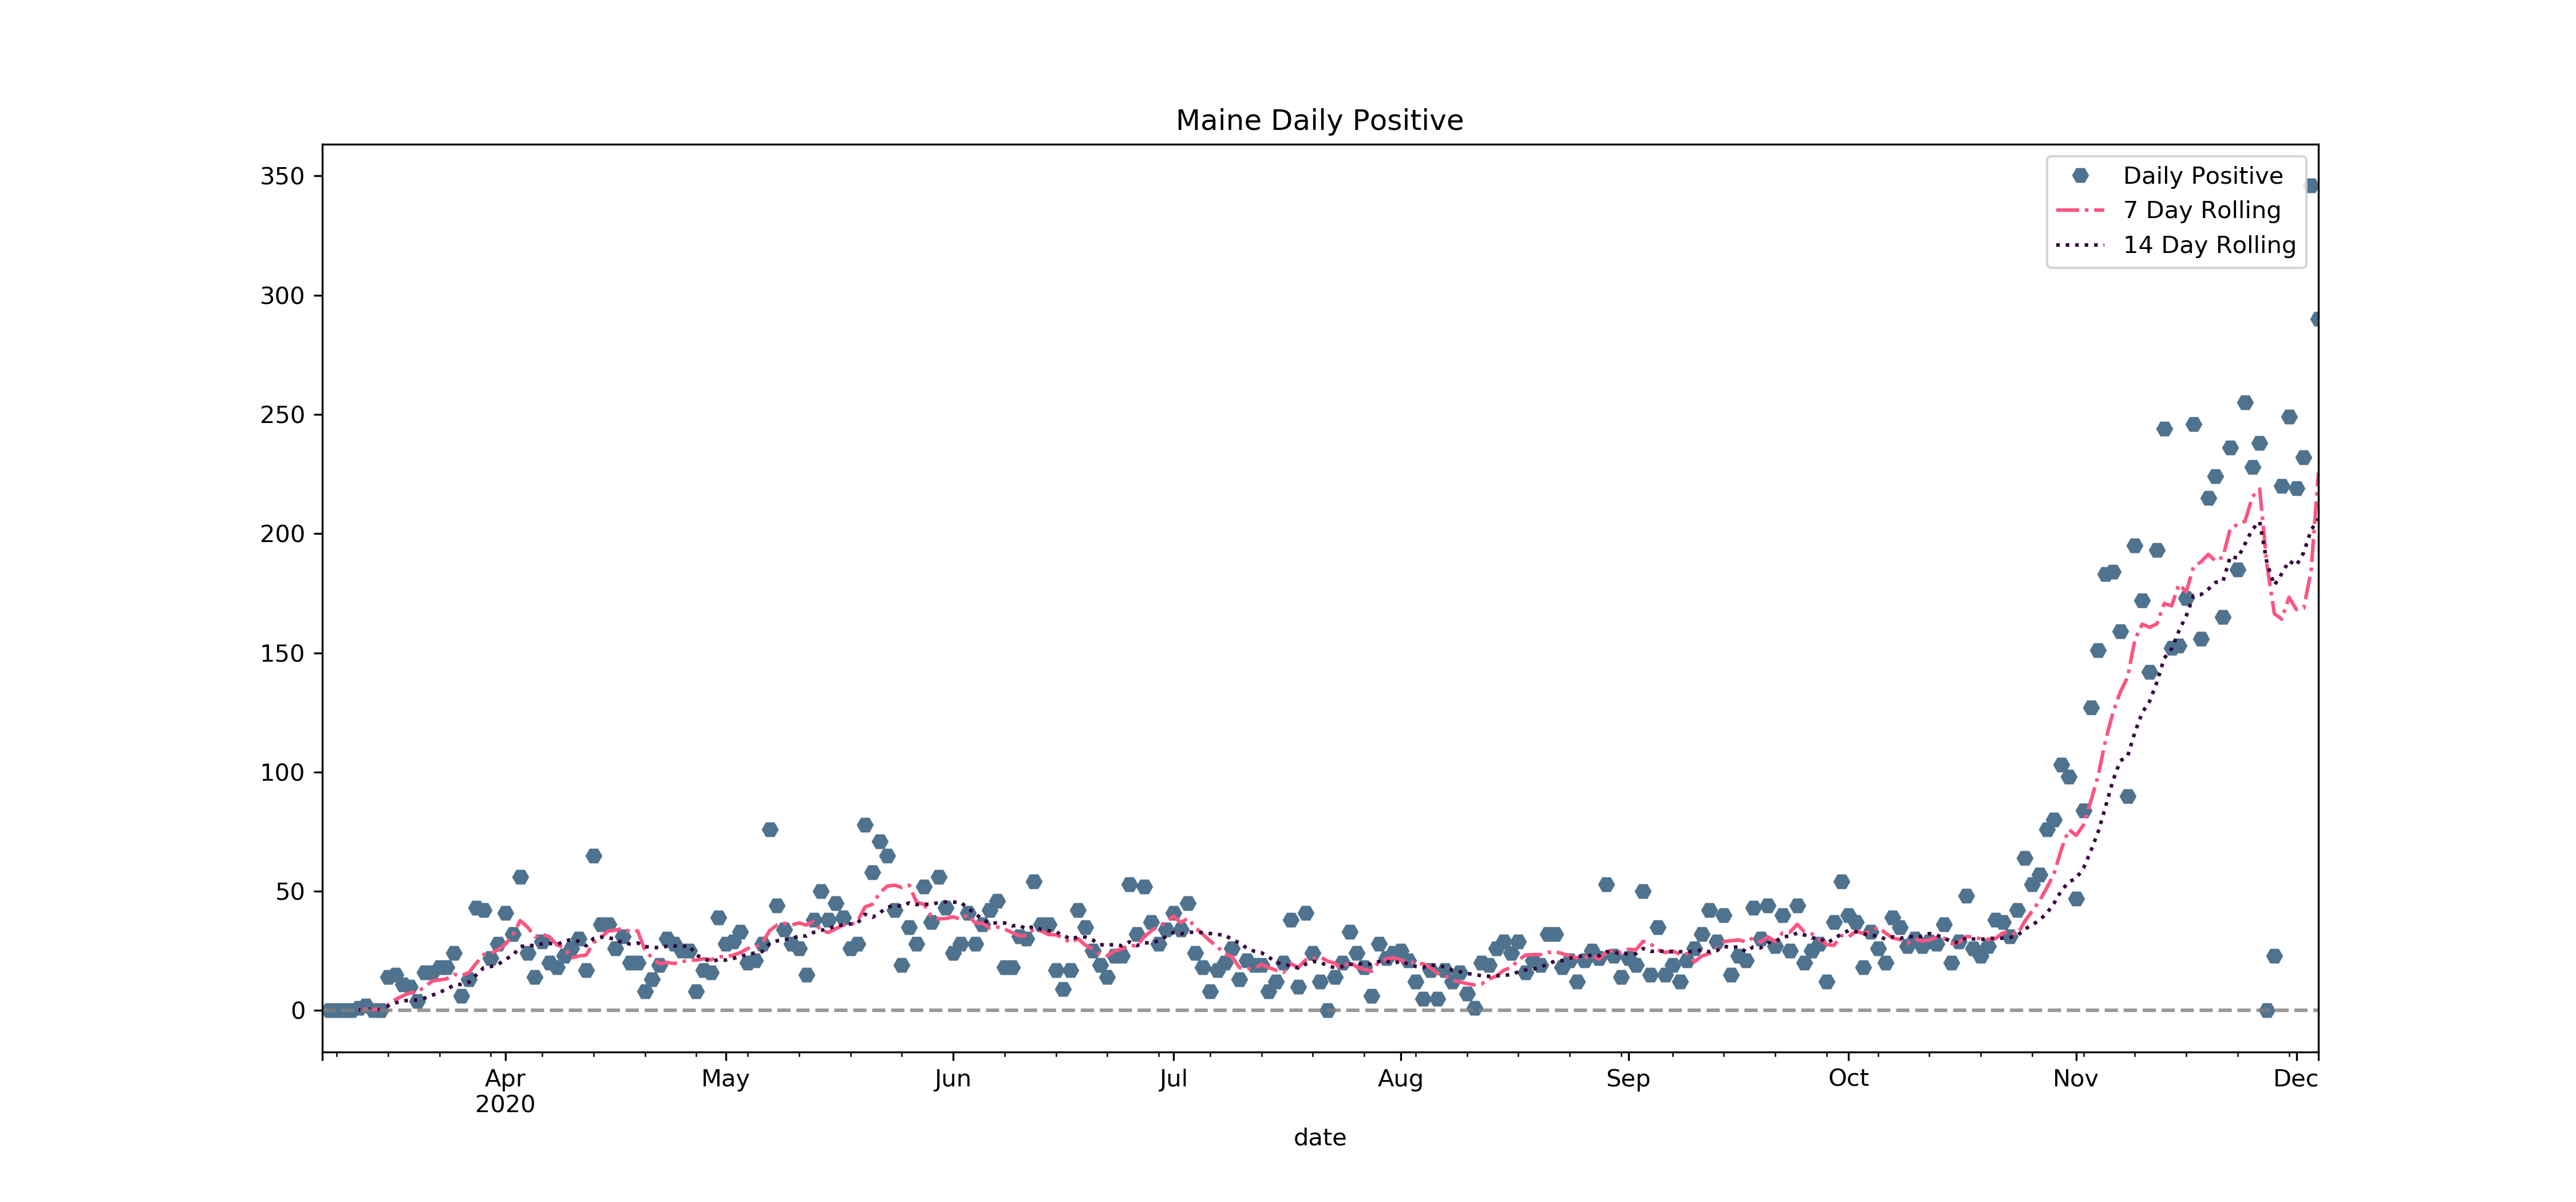 Maine Daily Positive
350
300
250
200
150
100
50
0
Daily Positive
7 Day Rolling
14 Day Rolling
Apr May Jun Jul Aug Sep Oct Nov Dec
2020
date